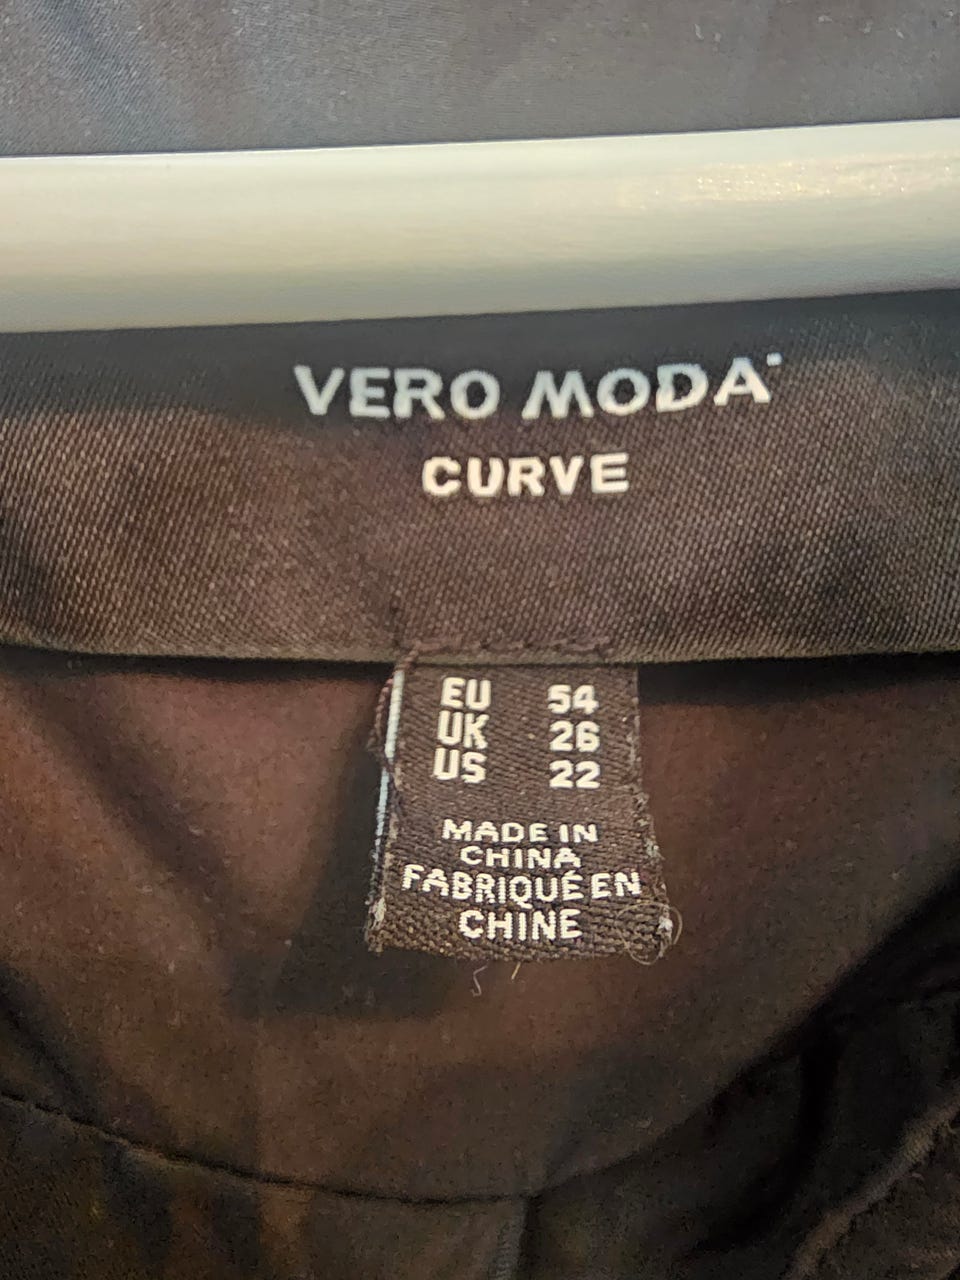 VERO MODA
CURVE
EU 54
UK 26
US 22
MADE IN
CHINA
FABRIQUÉ EN
CHINE